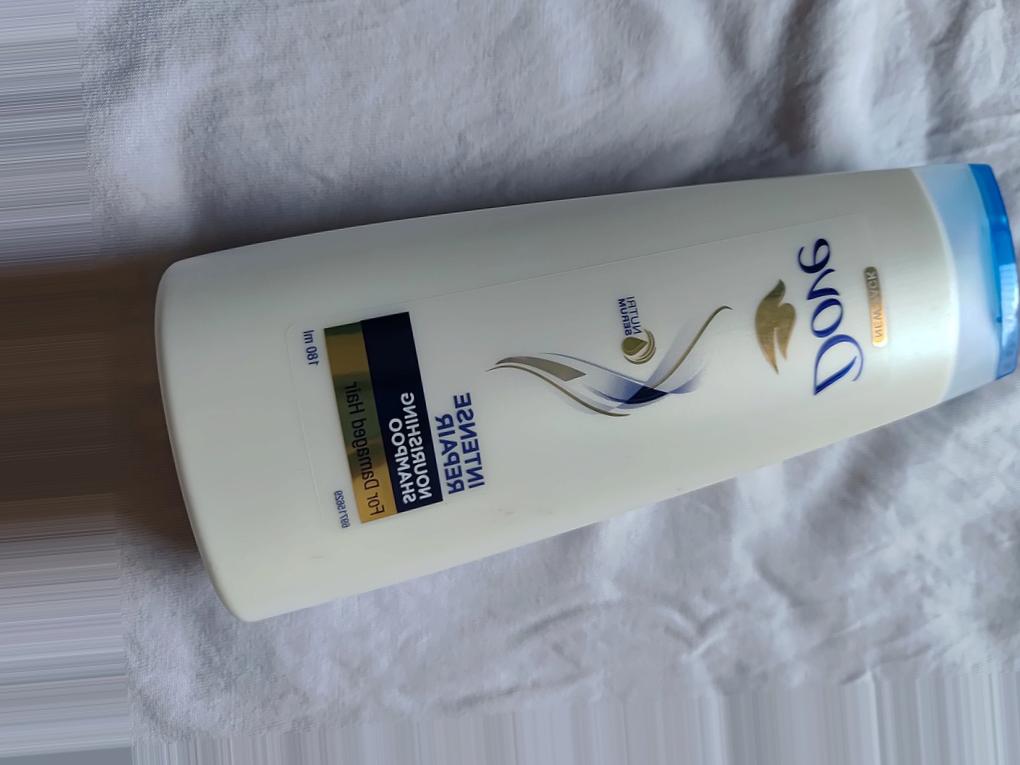 NEW PACK
Dove
NUTRI
SERUM
INTENSE
REPAIR
NOURISHING
SHAMPOO
For Damaged Hair
180 ml